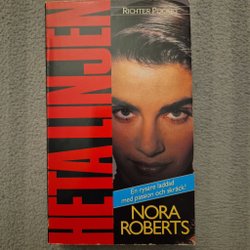 RICHTER POCKET
HETA LINJEN
En rysare laddad
med passion och skräck!
NORA
ROBERTS